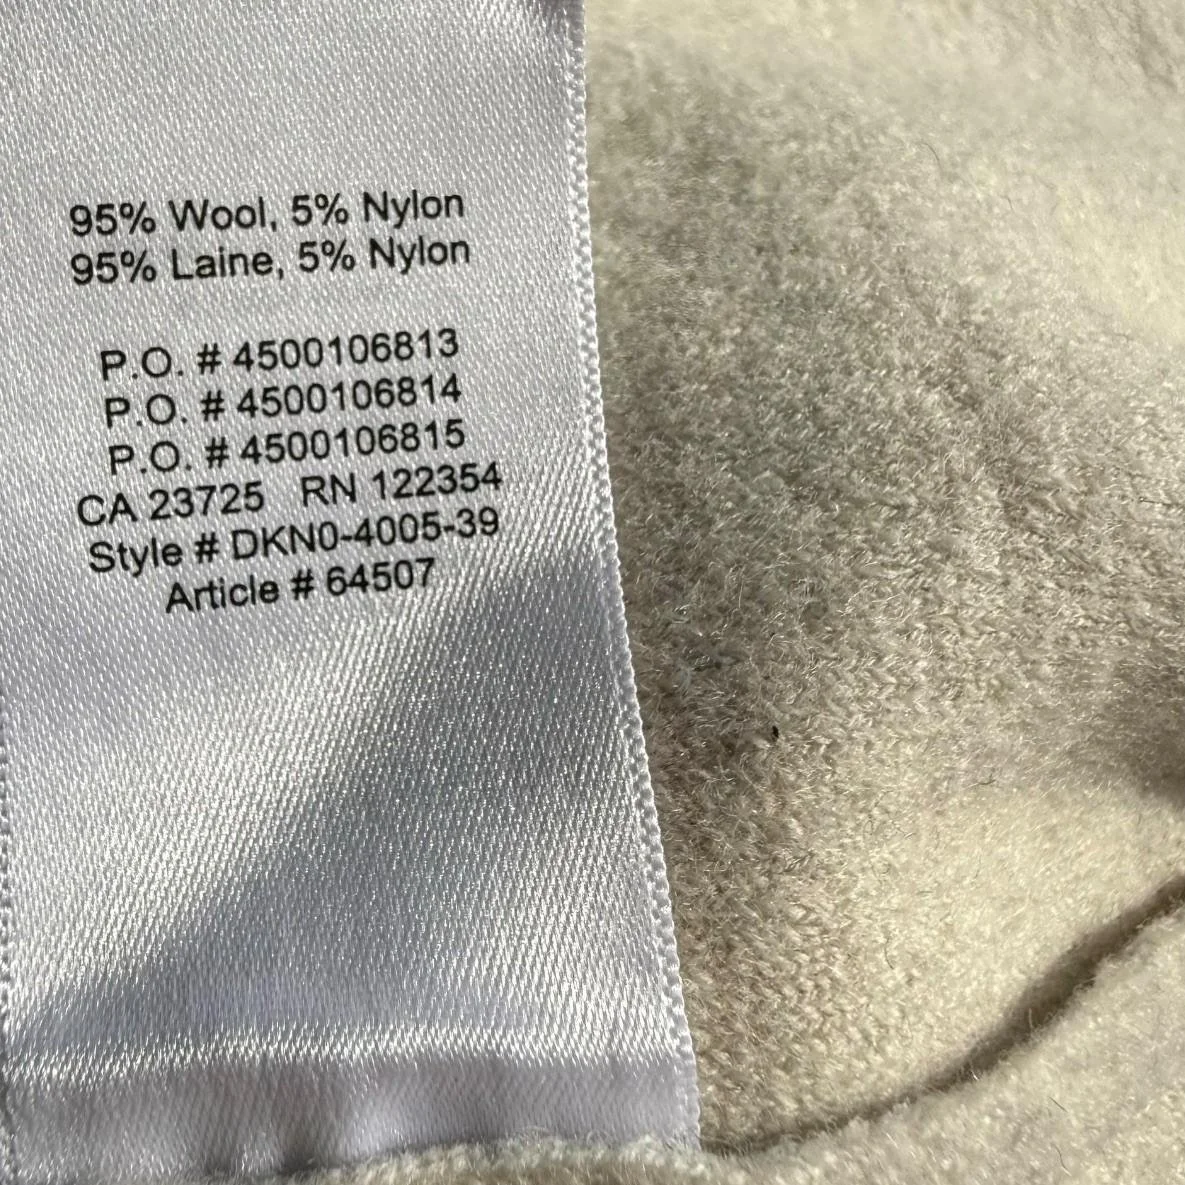 95% Wool, 5% Nylon
95% Laine, 5% Nylon
P.O. # 4500106813
P.O. # 4500106814
P.O. # 4500106815
CA 23725 RN 122354
Style # DKN0-4005-39
Article # 64507